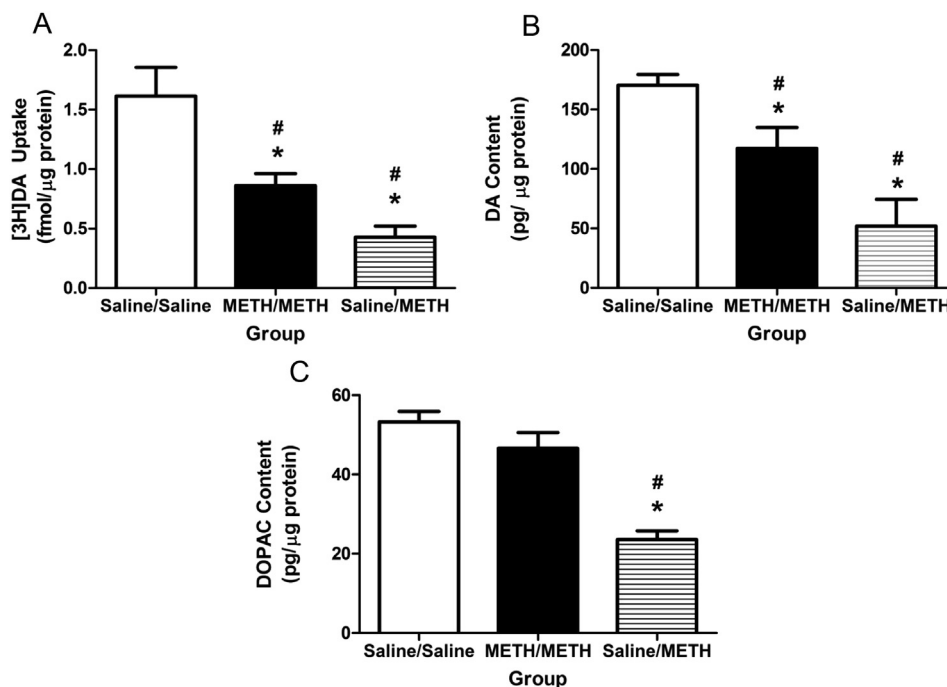 A
[3H]DA Uptake
(fmol/μg protein)
2.0
1.5
1.0
0.5
0.0
#
*
#
*
Saline/Saline METH/METH Saline/METH
Group
B
DA Content
(pg/ μg protein)
200
150
100
50
0
#
*
#
*
Saline/Saline METH/METH Saline/METH
Group
C
DOPAC Content
(pg/μg protein)
60
40
20
0
#
*
Saline/Saline METH/METH Saline/METH
Group